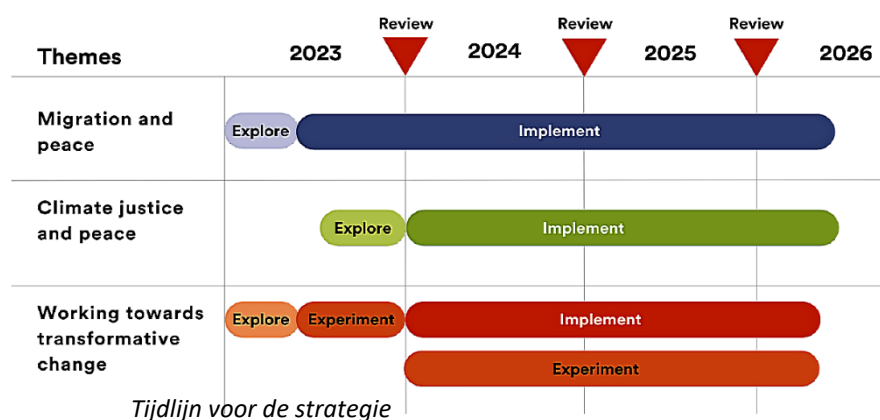 Review Review Review
Themes 2023 2024 2025 2026
Migration and
peace
Explore Implement
Climate justice
and peace
Explore Implement
Working towards
transformative
change
Explore Experiment Implement
Experiment
Tijdlijn voor de strategie